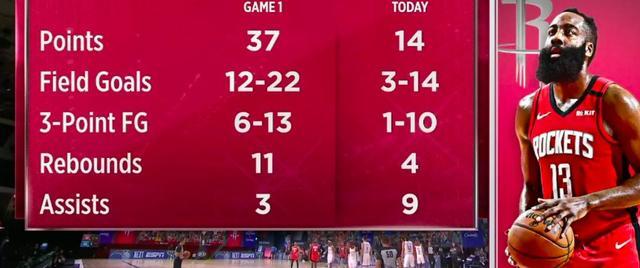 GAME 1 TODAY
Points 37 14
Field Goals 12-22 3-14
3-Point FG 6-13 1-10
Rebounds 11 4
Assists 3 9
R
ROCKETS
13